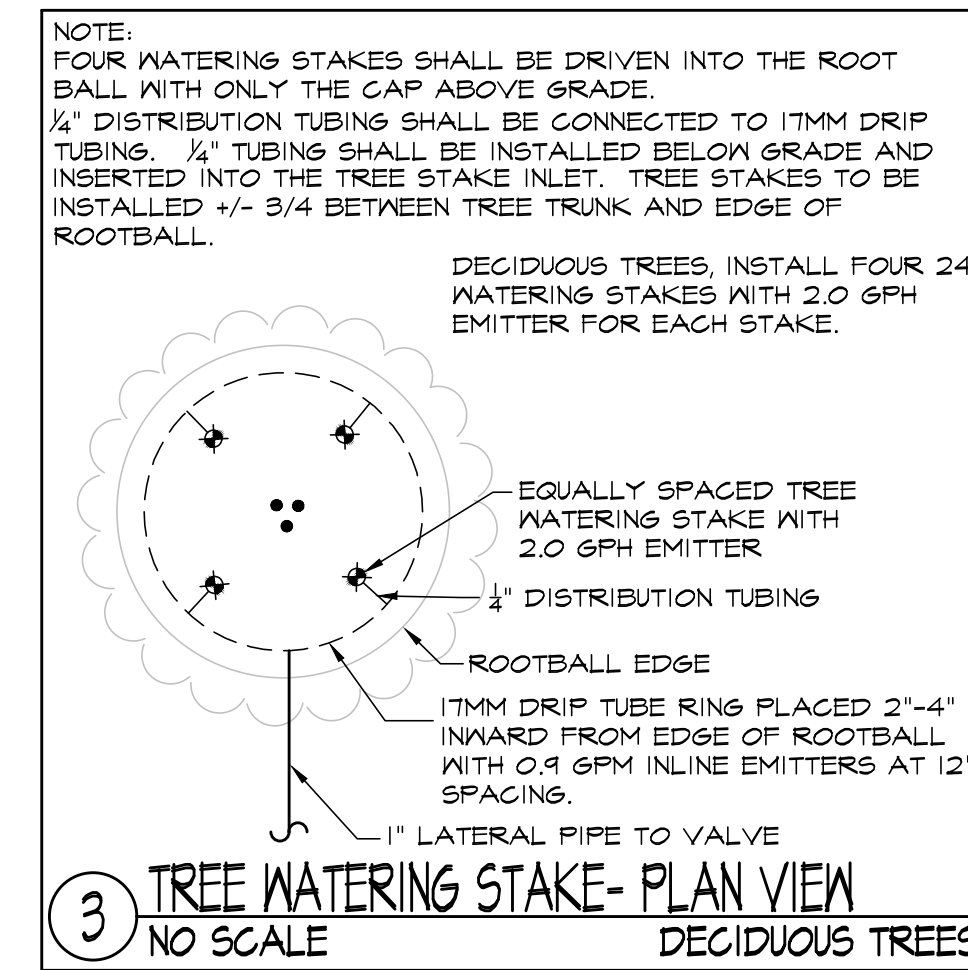 NOTE:
FOUR WATERING STAKES SHALL BE DRIVEN INTO THE ROOT
BALL WITH ONLY THE CAP ABOVE GRADE.
1/4" DISTRIBUTION TUBING SHALL BE CONNECTED TO 17MM DRIP
TUBING. 1/4" TUBING SHALL BE INSTALLED BELOW GRADE AND
INSERTED INTO THE TREE STAKE INLET. TREE STAKES TO BE
INSTALLED +/- 3/4 BETWEEN TREE TRUNK AND EDGE OF
ROOTBALL.
DECIDUOUS TREES, INSTALL FOUR 24
WATERING STAKES WITH 2.0 GPH
EMITTER FOR EACH STAKE.
EQUALLY SPACED TREE
WATERING STAKE WITH
2.0 GPH EMITTER
1/4" DISTRIBUTION TUBING
ROOTBALL EDGE
17MM DRIP TUBE RING PLACED 2"-4"
INWARD FROM EDGE OF ROOTBALL
WITH 0.9 GPM INLINE EMITTERS AT 12"
SPACING.
1" LATERAL PIPE TO VALVE
3 TREE WATERING STAKE- PLAN VIEW
NO SCALE DECIDUOUS TREES